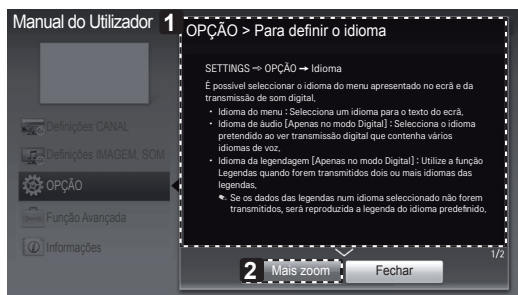 Manual do Utilizador
1
OPÇÃO > Para definir o idioma
SETTINGS ⇨ OPÇÃO ➞ Idioma
É possível seleccionar o idioma do menu apresentado no ecrã e da
transmissão de som digital.
• Idioma do menu : Selecciona um idioma para o texto do ecrã.
• Idioma de áudio [Apenas no modo Digital] : Selecciona o idioma
pretendido ao ver transmissão digital que contenha vários
idiomas de voz.
• Idioma da legendagem [Apenas no modo Digital] : Utilize a função
Legendas quando forem transmitidos dois ou mais idiomas das
legendas.
Se os dados das legendas num idioma seleccionado não forem
transmitidos, será reproduzida a legenda do idioma predefinido.
Definições CANAL
Definições IMAGEM, SOM
OPÇÃO
Função Avançada
Informações
1/2
2
Mais zoom
Fechar